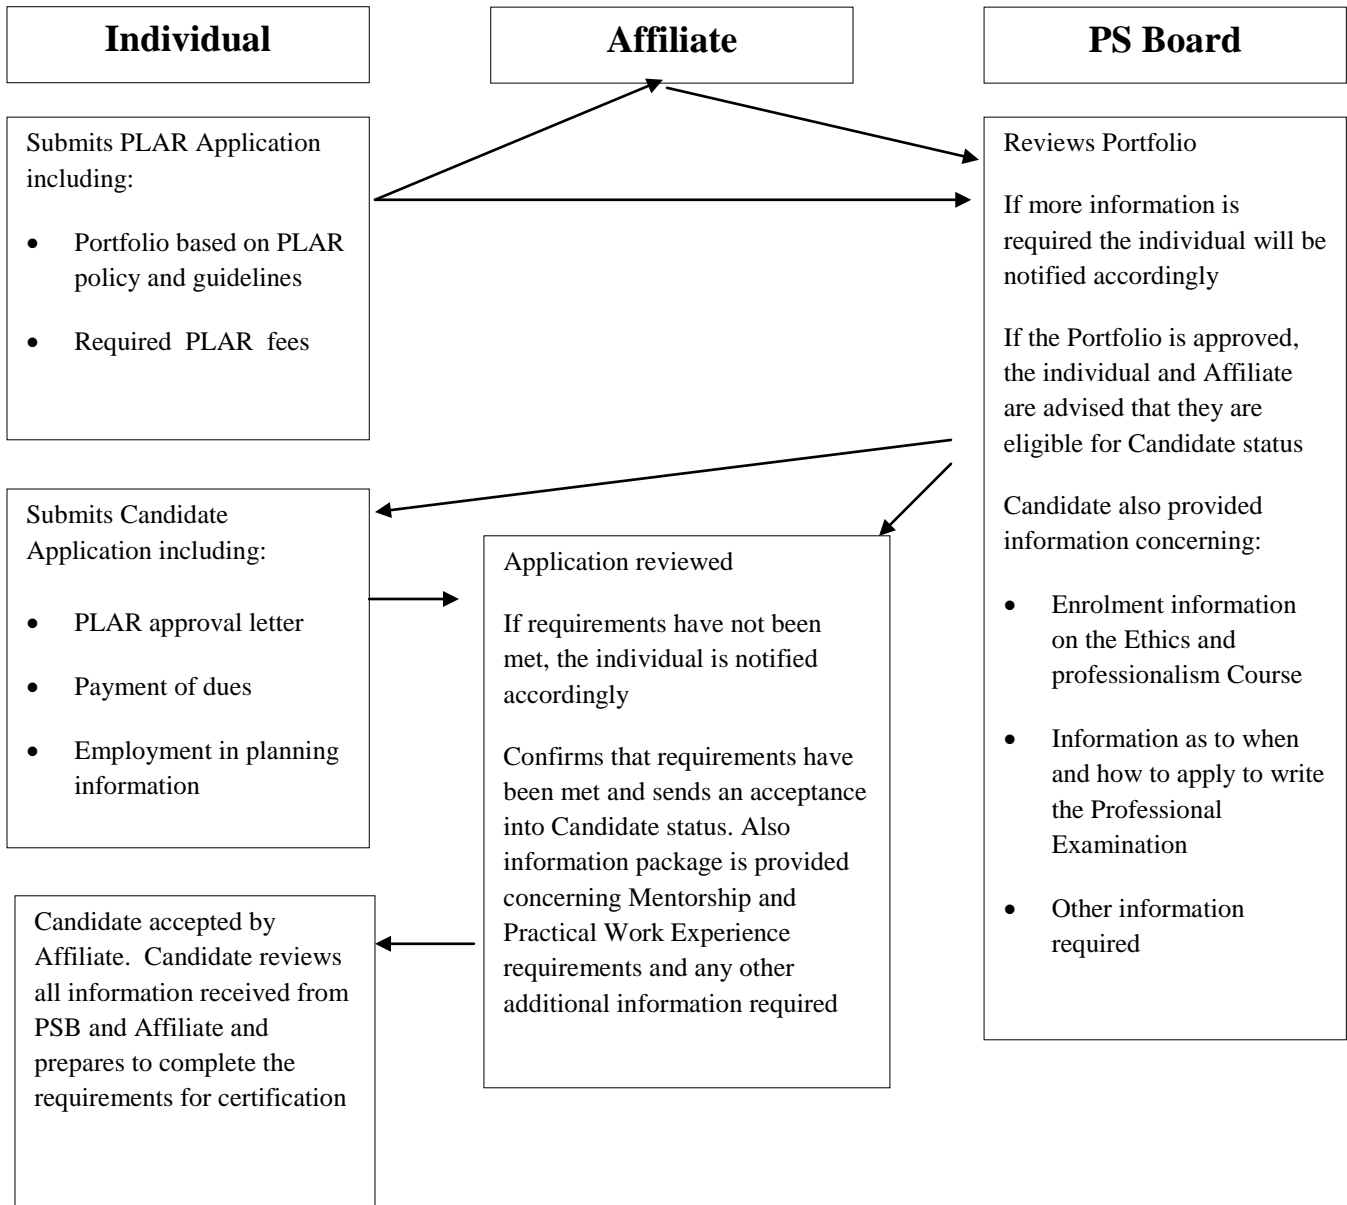 Individual
Affiliate
PS Board
Submits PLAR Application
including:
• Portfolio based on PLAR
policy and guidelines
• Required PLAR fees
Reviews Portfolio
If more information is
required the individual will be
notified accordingly
If the Portfolio is approved,
the individual and Affiliate
are advised that they are
eligible for Candidate status
Candidate also provided
information concerning:
• Enrolment information
on the Ethics and
professionalism Course
• Information as to when
and how to apply to write
the Professional
Examination
• Other information
required
Submits Candidate
Application including:
• PLAR approval letter
• Payment of dues
• Employment in planning
information
Application reviewed
If requirements have not been
met, the individual is notified
accordingly
Confirms that requirements have
been met and sends an acceptance
into Candidate status. Also
information package is provided
concerning Mentorship and
Practical Work Experience
requirements and any other
additional information required
Candidate accepted by
Affiliate. Candidate reviews
all information received from
PSB and Affiliate and
prepares to complete the
requirements for certification